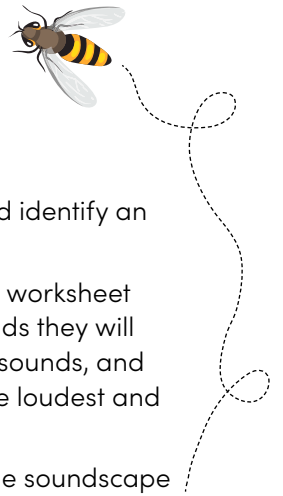 d identify an
worksheet
ds they will
sounds, and
e loudest and
e soundscape